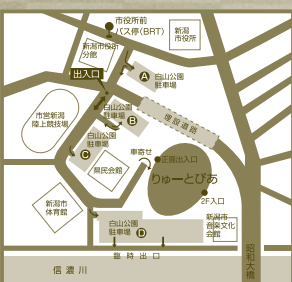 市役所前
バス停(BRT)
新潟市役所
分館
新潟
市役所
出入口
A
白山公園
駐車場
白山公園
駐車場
B
市営新潟
陸上競技場
白山公園
駐車場
C
車寄せ
正面出入口
県民会館
りゅーとぴあ
2F入口
新潟市
体育館
白山公園
駐車場
D
新潟市
音楽文化
会館
臨時出口
昭和大橋
信濃川